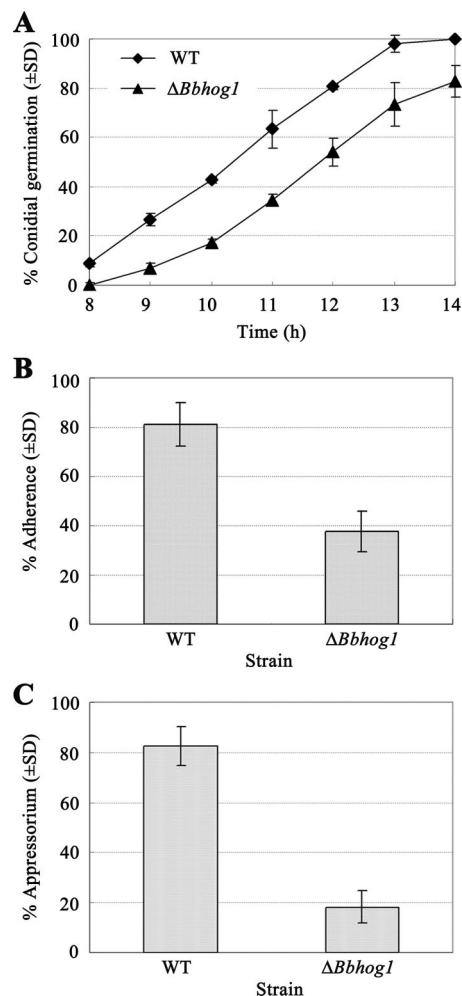 A
% Conidial germination (±SD)
100
80
60
40
20
0
WT
ΔBbhog1
8 9 10 11 12 13 14
Time (h)
B
% Adherence (±SD)
100
80
60
40
20
0
WT ΔBbhog1
Strain
C
% Appressorium (±SD)
100
80
60
40
20
0
WT ΔBbhog1
Strain